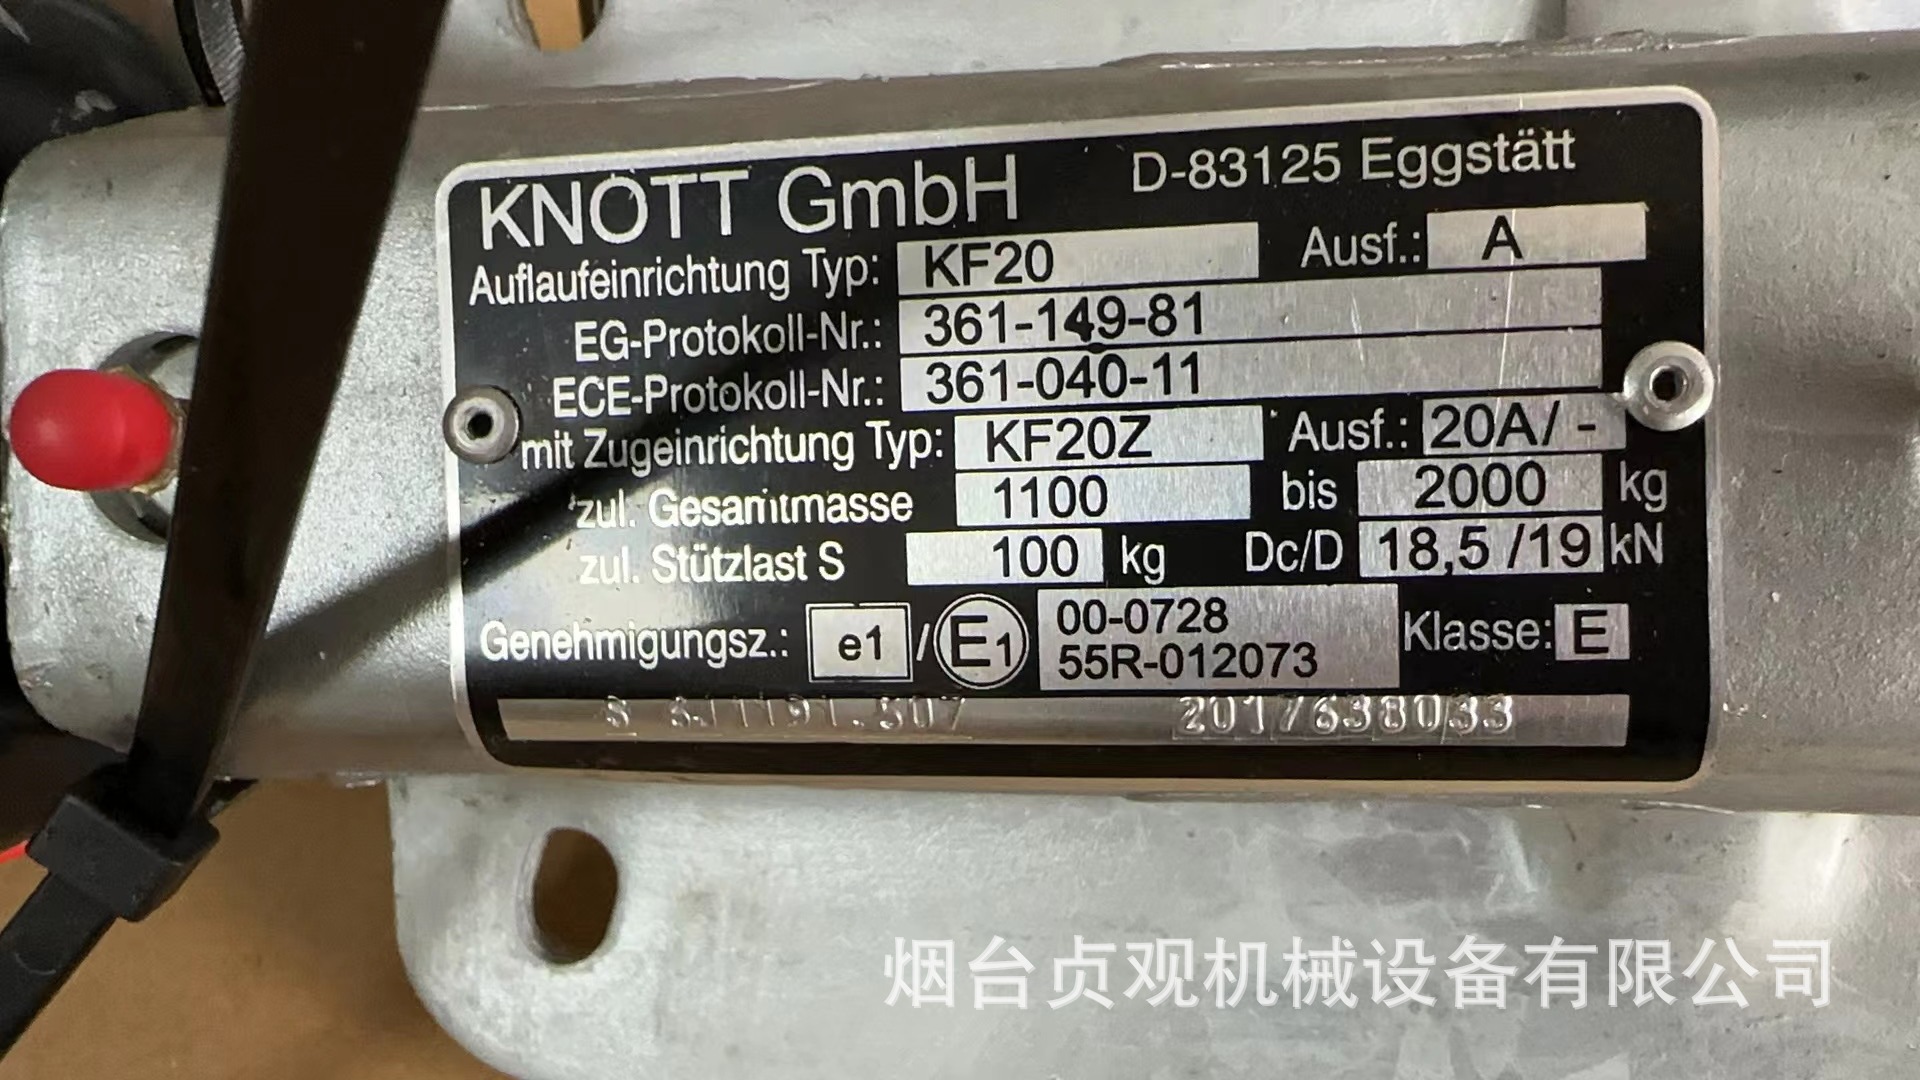 KNOTT GmbH D-83125 Eggstätt
Auflaufeinrichtung Typ: KF20 Ausf.: A
EG-Protokoll-Nr.: 361-149-81
ECE-Protokoll-Nr.: 361-040-11
mit Zugeinrichtung Typ: KF20Z Ausf.: 20A/ -
zul. Gesamtmasse 1100 bis 2000 kg
zul. Stützlast S 100 kg Dc/D 18,5 /19 kN
Genehmigungsz.: e1 / E1 00-0728 Klasse: E
55R-012073
2017638033
烟台贞观机械设备有限公司